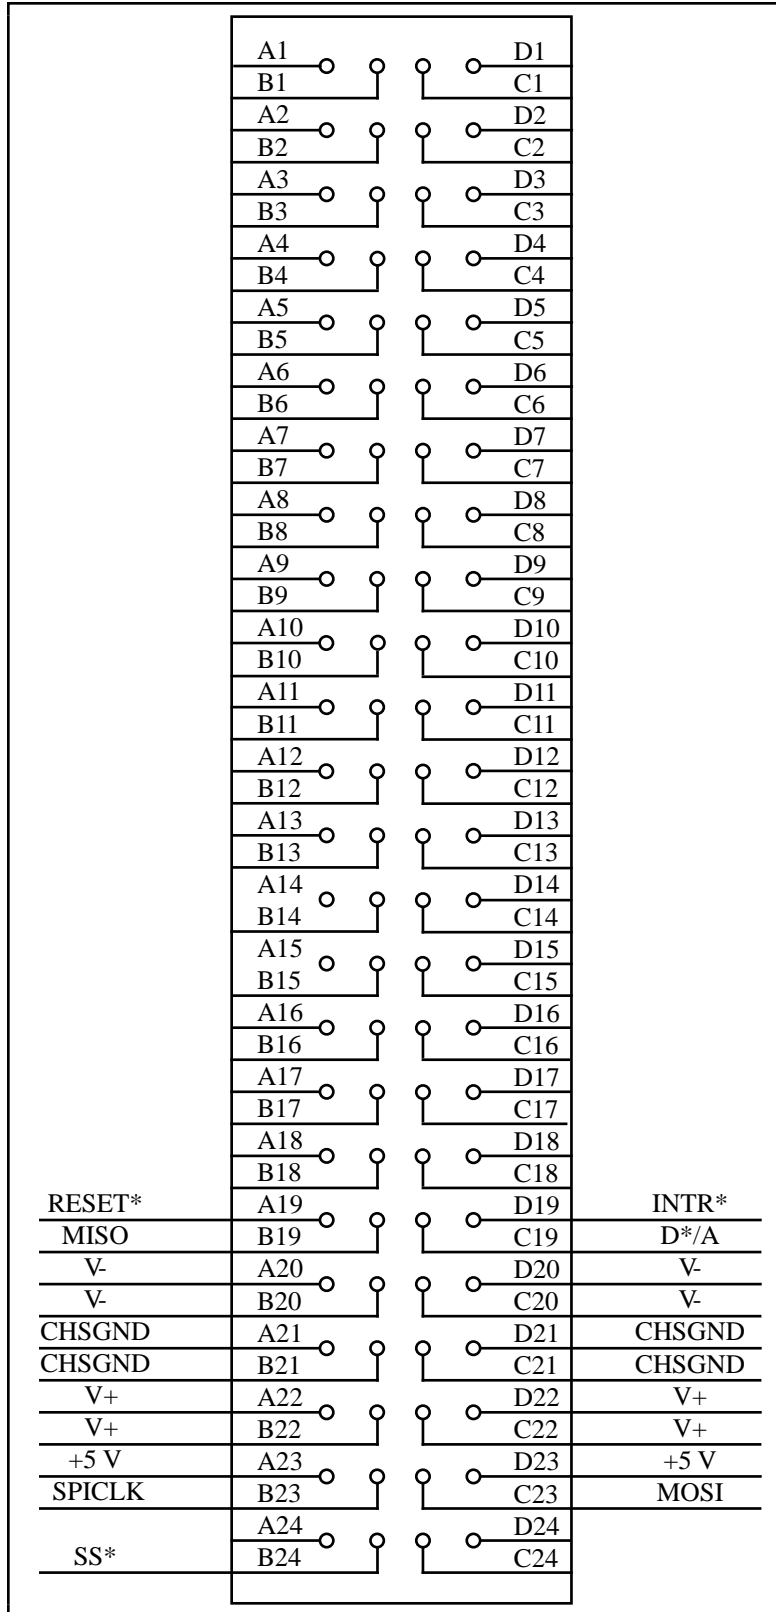 A1 D1
B1 C1
A2 D2
B2 C2
A3 D3
B3 C3
A4 D4
B4 C4
A5 D5
B5 C5
A6 D6
B6 C6
A7 D7
B7 C7
A8 D8
B8 C8
A9 D9
B9 C9
A10 D10
B10 C10
A11 D11
B11 C11
A12 D12
B12 C12
A13 D13
B13 C13
A14 D14
B14 C14
A15 D15
B15 C15
A16 D16
B16 C16
A17 D17
B17 C17
A18 D18
B18 C18
RESET* A19 D19 INTR*
MISO B19 C19 D*/A
V- A20 D20 V-
V- B20 C20 V-
CHSGND A21 D21 CHSGND
CHSGND B21 C21 CHSGND
V+ A22 D22 V+
V+ B22 C22 V+
+5 V A23 D23 +5 V
SPICLK B23 C23 MOSI
A24 D24
SS* B24 C24